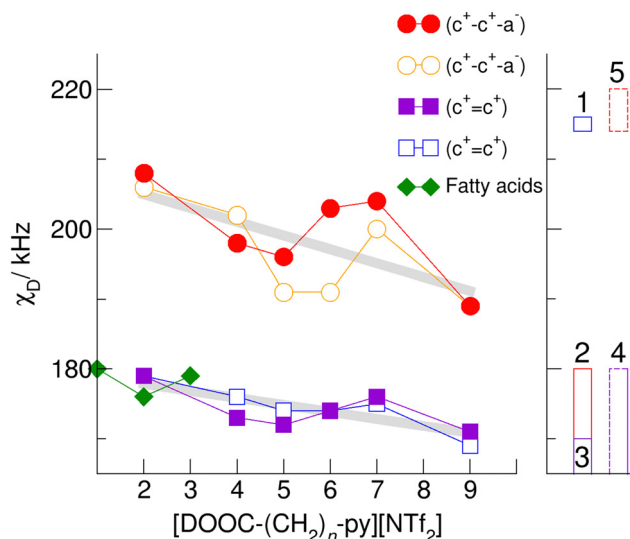 (c⁺-c⁺-a⁻)
(c⁺-c⁺-a⁻)
(c⁺=c⁺)
(c⁺=c⁺)
Fatty acids
χ_D/ kHz
220
200
180
2 3 4 5 6 7 8 9
[DOOC-(CH₂)ₙ-py][NTf₂]
1
5
2 4
3